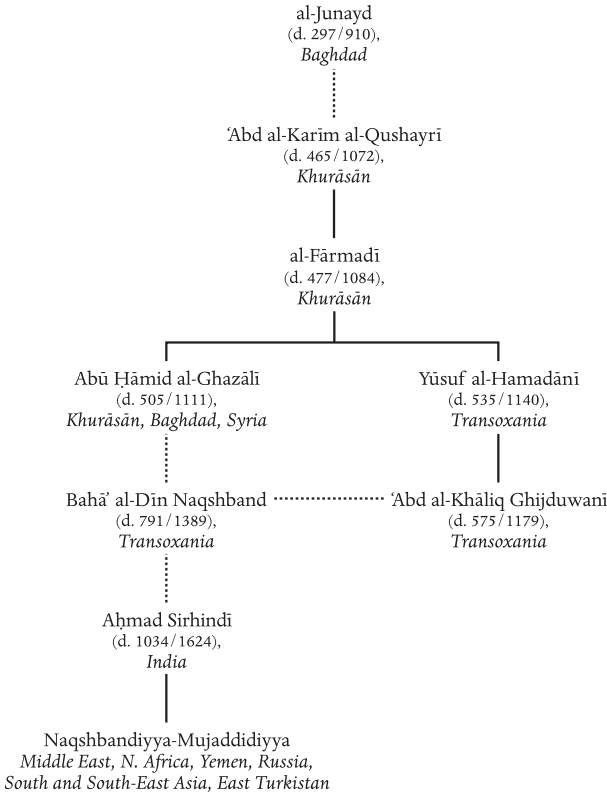 al-Junayd
(d. 297/910),
Baghdad
‘Abd al-Karīm al-Qushayrī
(d. 465/1072),
Khurāsān
al-Fārmadī
(d. 477/1084),
Khurāsān
Abū Ḥāmid al-Ghazālī
(d. 505/1111),
Khurāsān, Baghdad, Syria
Yūsuf al-Hamadānī
(d. 535/1140),
Transoxania
Bahā’ al-Dīn Naqshband
(d. 791/1389),
Transoxania
‘Abd al-Khāliq Ghijduwanī
(d. 575/1179),
Transoxania
Aḥmad Sirhindī
(d. 1034/1624),
India
Naqshbandiyya-Mujaddidiyya
Middle East, N. Africa, Yemen, Russia,
South and South-East Asia, East Turkistan